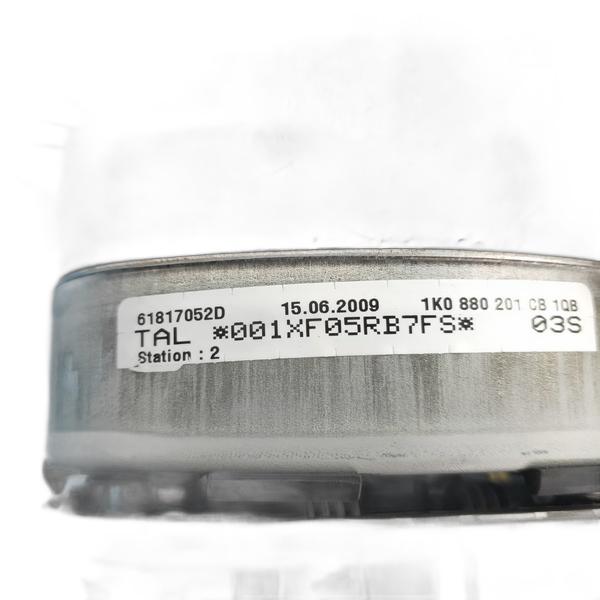 61817052D 15.06.2009 1K0 880 201 CB 1QB
TAL *001XF05RB7FS* 03S
Station : 2